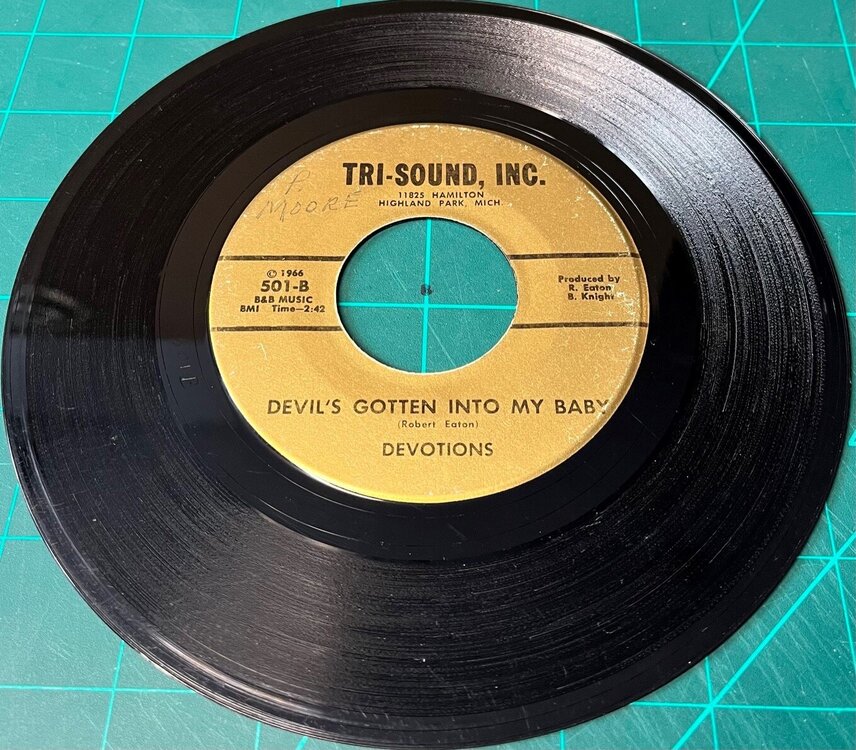 P.
MOORE
TRI-SOUND, INC.
11825 HAMILTON
HIGHLAND PARK, MICH.
© 1966
501-B
B&B MUSIC
BMI Time—2:42
Produced by
R. Eaton
B. Knight
DEVIL'S GOTTEN INTO MY BABY
(Robert Eaton)
DEVOTIONS